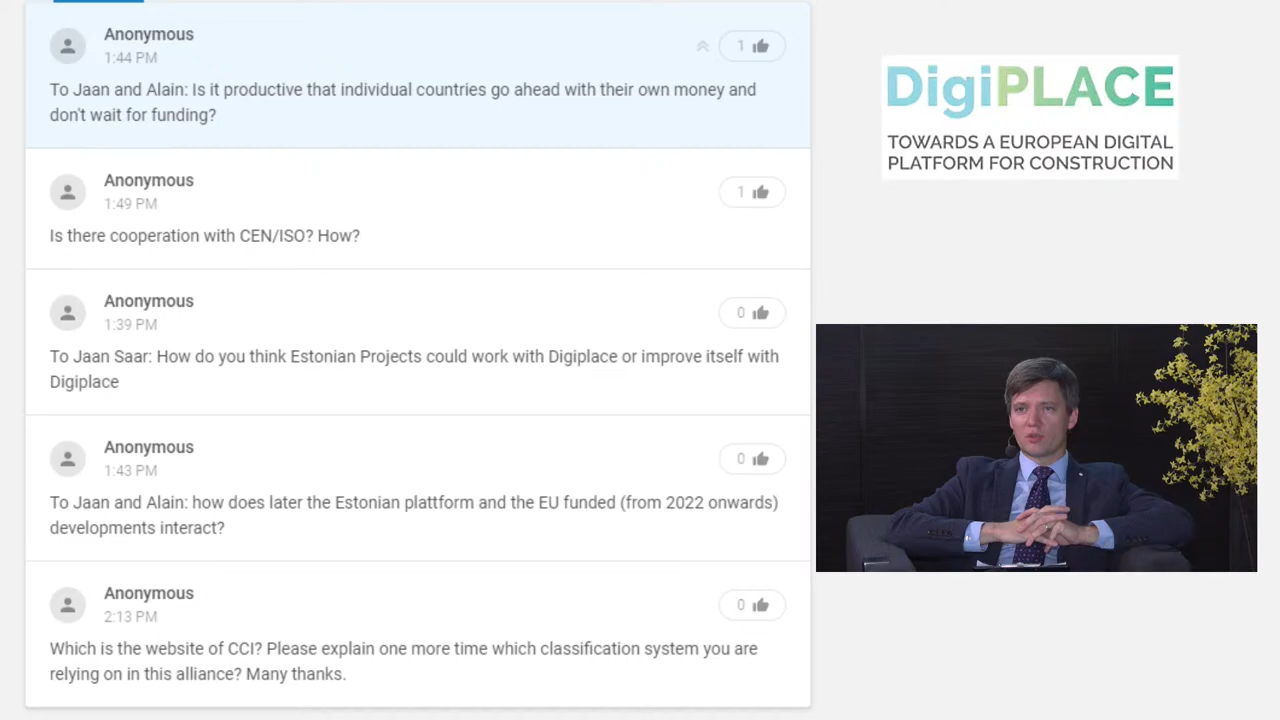 Anonymous
1:44 PM
1
To Jaan and Alain: Is it productive that individual countries go ahead with their own money and
don't wait for funding?
Anonymous
1:49 PM
1
Is there cooperation with CEN/ISO? How?
Anonymous
1:39 PM
0
To Jaan Saar: How do you think Estonian Projects could work with Digiplace or improve itself with
Digiplace
Anonymous
1:43 PM
0
To Jaan and Alain: how does later the Estonian plattform and the EU funded (from 2022 onwards)
developments interact?
Anonymous
2:13 PM
0
Which is the website of CCI? Please explain one more time which classification system you are
relying on in this alliance? Many thanks.
DigiPLACE
TOWARDS A EUROPEAN DIGITAL
PLATFORM FOR CONSTRUCTION